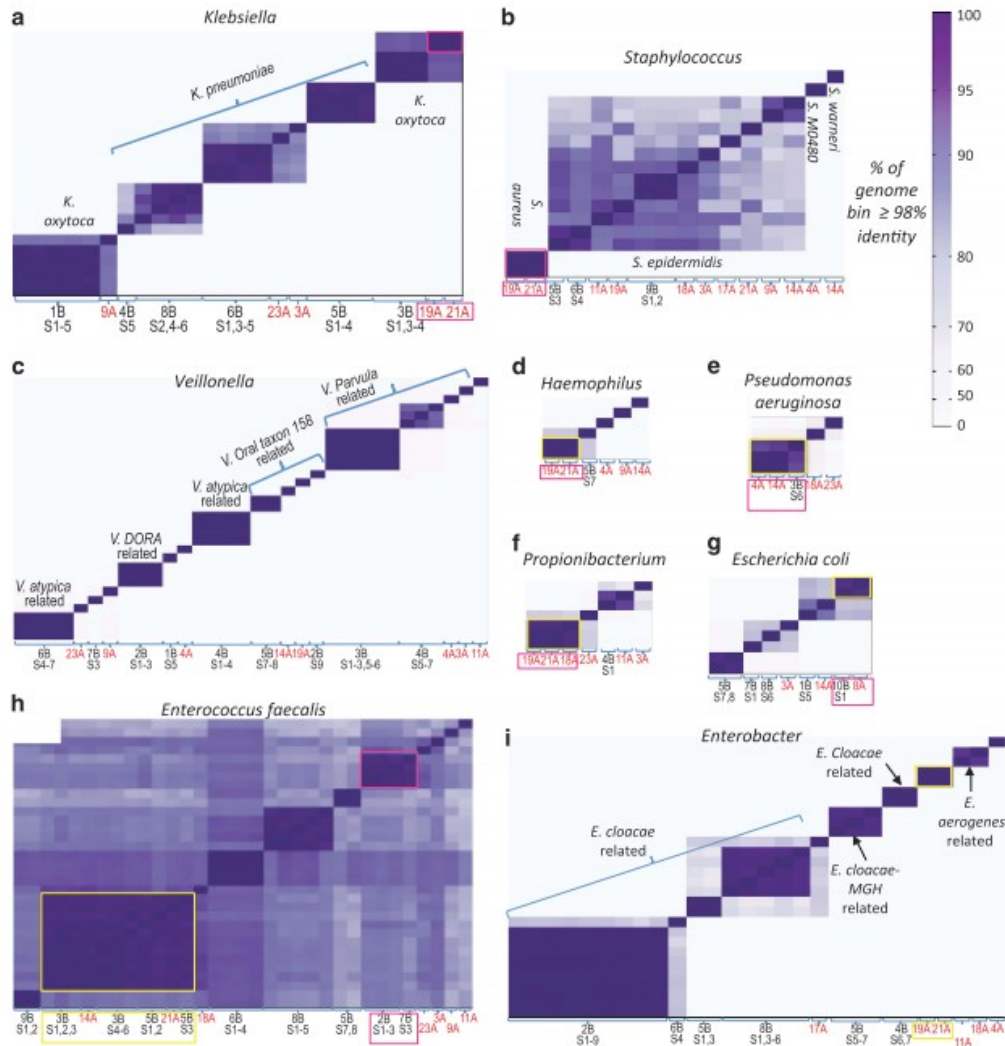 a
Klebsiella
K. pneumoniae
K.
oxytoca
K.
oxytoca
1B
S1-5
9A
4B
S5
8B
S2,4-6
6B
S1,3-5
23A
3A
5B
S1-4
3B
S1,3-4
19A
21A
b
Staphylococcus
S. warneri
S. M0480
S. aureus
S. epidermidis
19A
21A
5B
S3
6B
S4
11A
19A
9B
S1,2
18A
3A
17A
21A
9A
14A
4A
14A
% of
genome
bin ≥ 98%
identity
100
95
90
80
70
60
50
0
c
Veillonella
V. Parvula
related
V. Oral taxon 158
related
V. atypica
related
V. DORA
related
V. atypica
related
6B
S4-7
23A
7B
S3
9A
2B
S1-3
1B
S5
4A
4B
S1-4
5B
S7-8
14A
19A
2B
S9
3B
S1-3,5-6
4B
S5-7
4A
3A
11A
d
Haemophilus
19A
21A
5B
S7
4A
9A
14A
e
Pseudomonas
aeruginosa
4A
14A
3B
S6
18A
23A
f
Propionibacterium
19A
21A
18A
23A
4B
S1
11A
3A
g
Escherichia coli
5B
S7,8
7B
S1
8B
S6
3A
1B
S5
14A
10B
S1
8A
h
Enterococcus faecalis
9B
S1,2
3B
S1,2,3
14A
3B
S4-6
5B
S1,2
21A
5B
S3
18A
6B
S1-4
8B
S1-5
5B
S7,8
2B
S1-3
7B
S3
23A
3A
9A
11A
i
Enterobacter
E. Cloacae
related
E. cloacae
related
E.
aerogenes
related
E. cloacae-
MGH
related
2B
S1-9
6B
S4
5B
S1,3
8B
S1,3-6
17A
9B
S5-7
4B
S6,7
19A
21A
11A
18A
4A